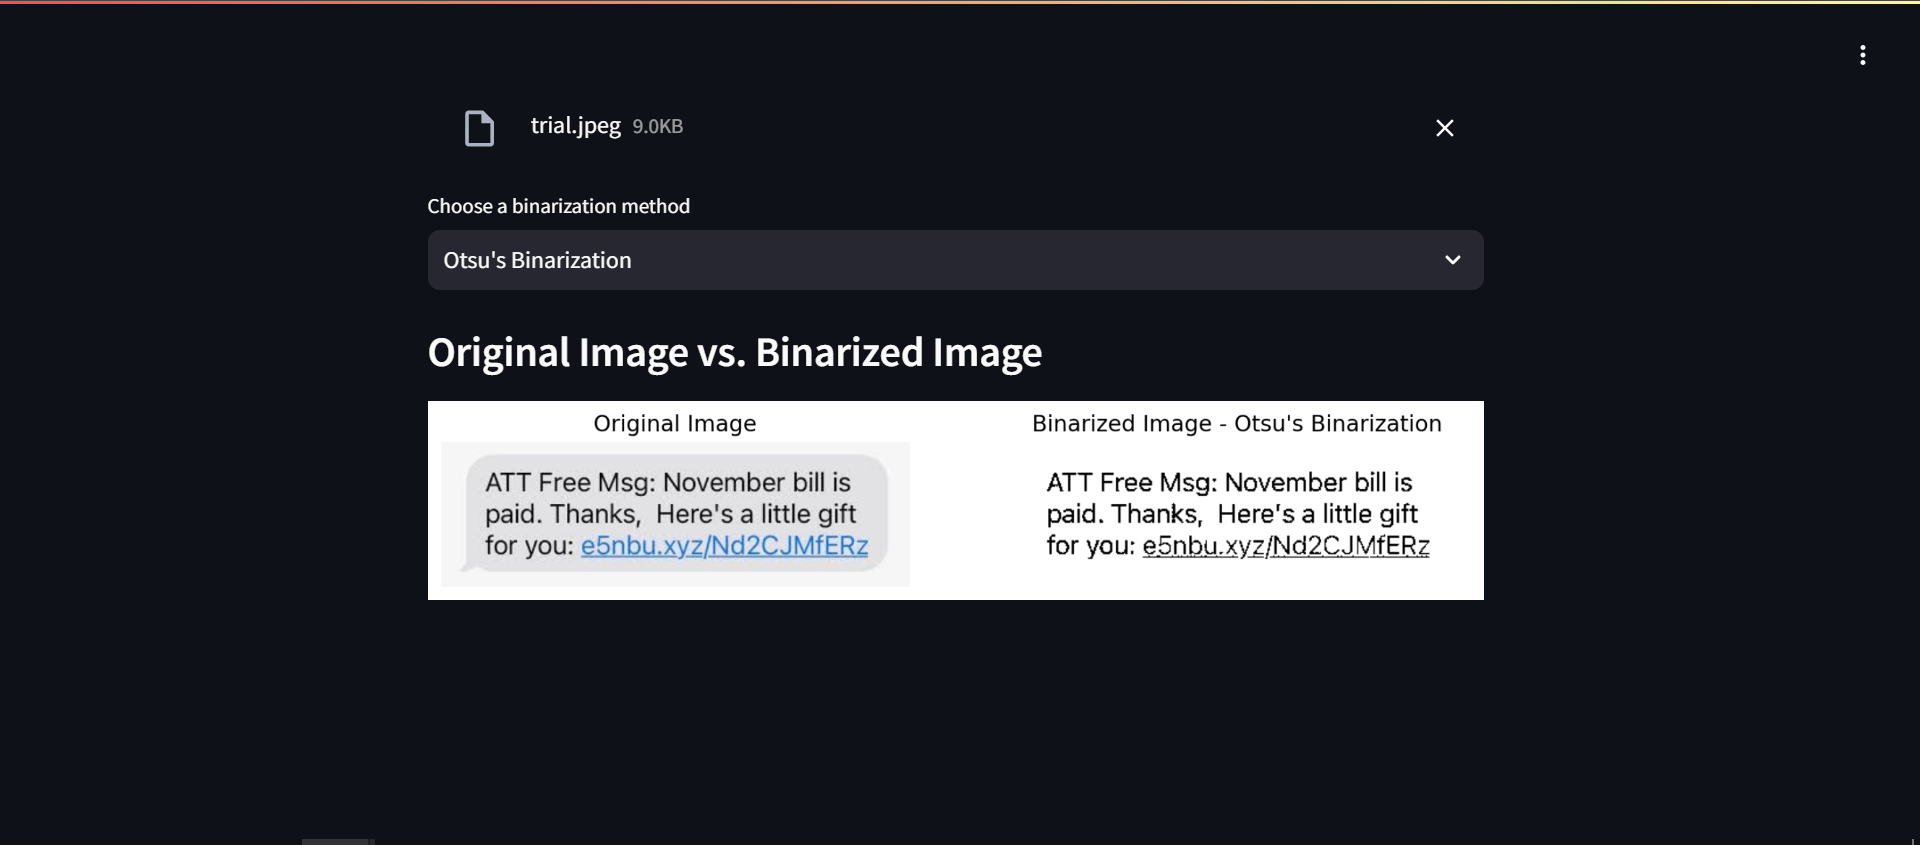 trial.jpeg 9.0KB
Choose a binarization method
Otsu's Binarization
Original Image vs. Binarized Image
Original Image
ATT Free Msg: November bill is
paid. Thanks,  Here's a little gift
for you: e5nbu.xyz/Nd2CJMfERz
Binarized Image - Otsu's Binarization
ATT Free Msg: November bill is
paid. Thanks,  Here's a little gift
for you: e5nbu.xyz/Nd2CJMfERz